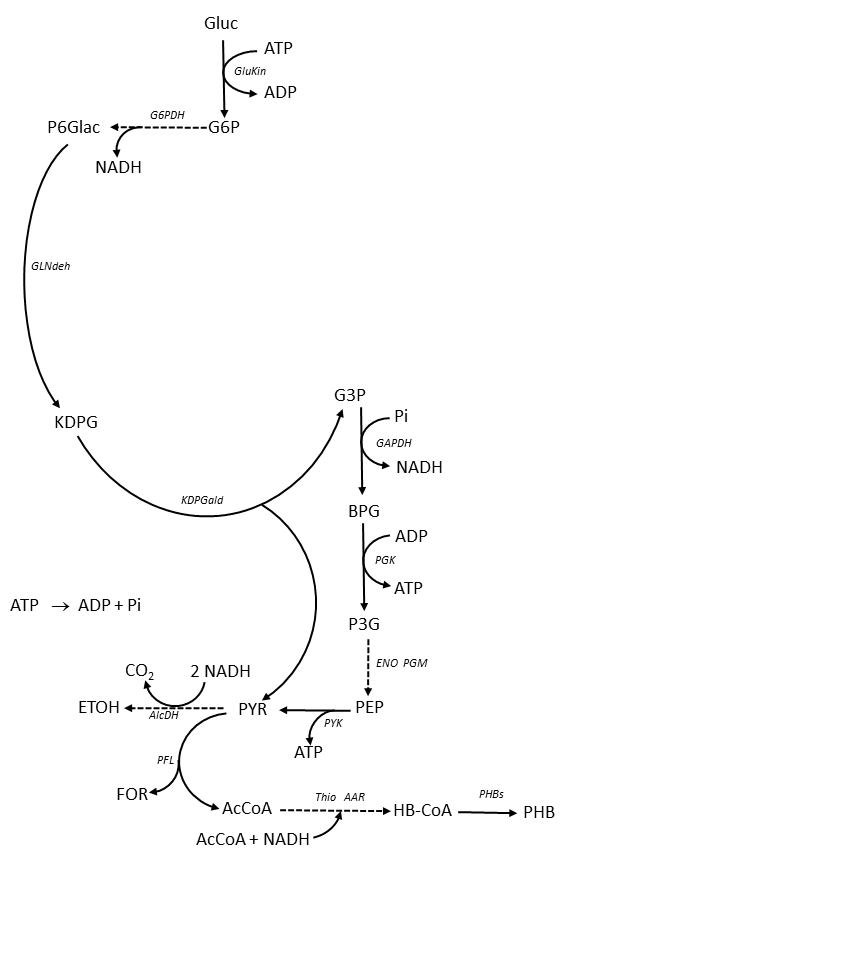 Gluc
ATP
GluKin
ADP
G6PDH
P6Glac
G6P
NADH
GLNdeh
G3P
Pi
KDPG
GAPDH
NADH
KDPGald
BPG
ADP
PGK
ATP
ATP → ADP + Pi
P3G
ENO PGM
CO2
2 NADH
ETOH
AlcDH
PYR
PEP
PYK
ATP
PFL
FOR
AcCoA
Thio AAR
HB-CoA
PHBs
PHB
AcCoA + NADH